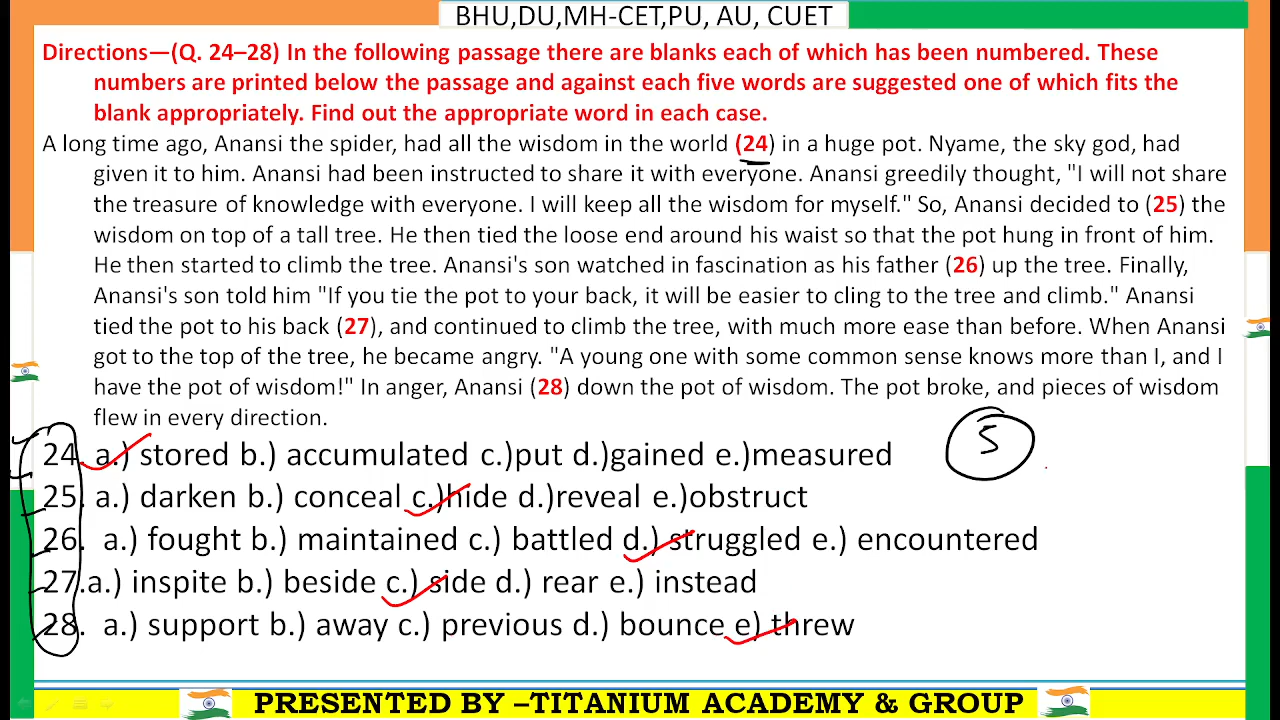 BHU,DU,MH-CET,PU, AU, CUET
Directions—(Q. 24–28) In the following passage there are blanks each of which has been numbered. These
numbers are printed below the passage and against each five words are suggested one of which fits the
blank appropriately. Find out the appropriate word in each case.
A long time ago, Anansi the spider, had all the wisdom in the world (24) in a huge pot. Nyame, the sky god, had
given it to him. Anansi had been instructed to share it with everyone. Anansi greedily thought, "I will not share
the treasure of knowledge with everyone. I will keep all the wisdom for myself." So, Anansi decided to (25) the
wisdom on top of a tall tree. He then tied the loose end around his waist so that the pot hung in front of him.
He then started to climb the tree. Anansi's son watched in fascination as his father (26) up the tree. Finally,
Anansi's son told him "If you tie the pot to your back, it will be easier to cling to the tree and climb." Anansi
tied the pot to his back (27), and continued to climb the tree, with much more ease than before. When Anansi
got to the top of the tree, he became angry. "A young one with some common sense knows more than I, and I
have the pot of wisdom!" In anger, Anansi (28) down the pot of wisdom. The pot broke, and pieces of wisdom
flew in every direction.
24. a.) stored b.) accumulated c.)put d.)gained e.)measured
5
25. a.) darken b.) conceal c.)hide d.)reveal e.)obstruct
26. a.) fought b.) maintained c.) battled d.) struggled e.) encountered
27.a.) inspite b.) beside c.) side d.) rear e.) instead
28. a.) support b.) away c.) previous d.) bounce e) threw
PRESENTED BY –TITANIUM ACADEMY & GROUP